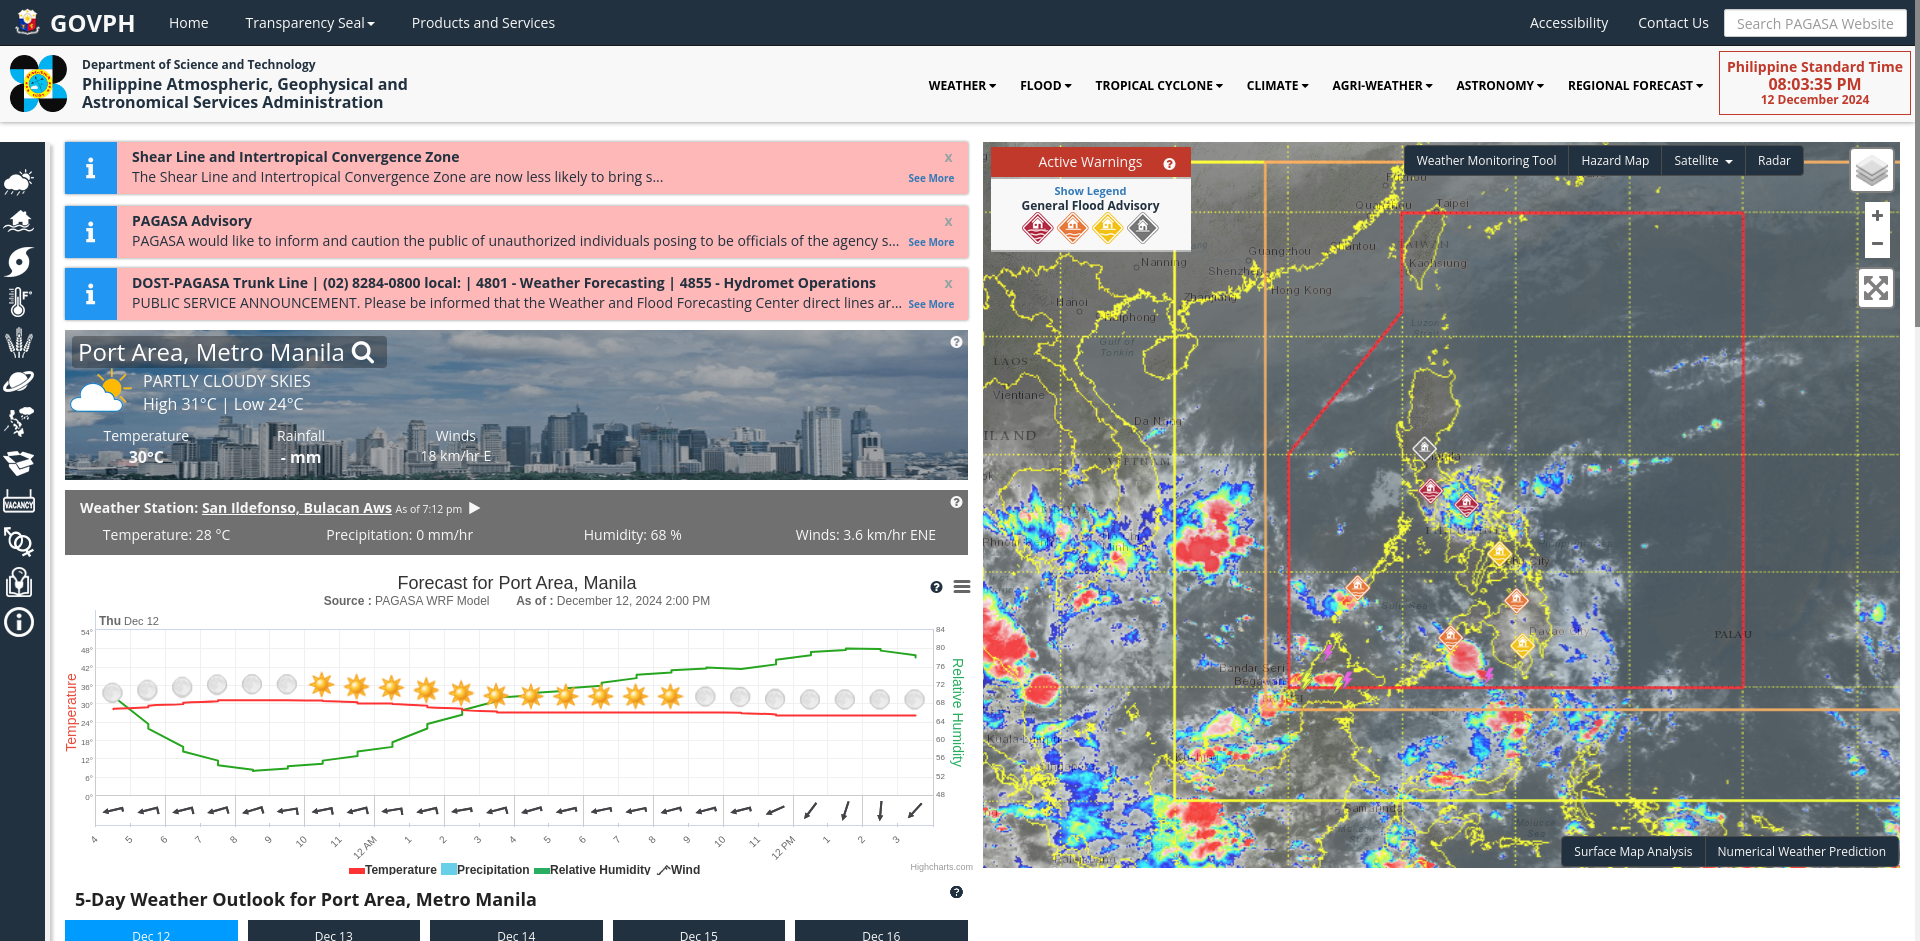 GOVPH
Home
Transparency Seal
Products and Services
Accessibility
Contact Us
Search PAGASA Website
Department of Science and Technology
Philippine Atmospheric, Geophysical and
Astronomical Services Administration
WEATHER
FLOOD
TROPICAL CYCLONE
CLIMATE
AGRI-WEATHER
ASTRONOMY
REGIONAL FORECAST
Philippine Standard Time
08:03:35 PM
12 December 2024
Shear Line and Intertropical Convergence Zone x
The Shear Line and Intertropical Convergence Zone are now less likely to bring s... See More
PAGASA Advisory x
PAGASA would like to inform and caution the public of unauthorized individuals posing to be officials of the agency s... See More
DOST-PAGASA Trunk Line | (02) 8284-0800 local: | 4801 - Weather Forecasting | 4855 - Hydromet Operations x
PUBLIC SERVICE ANNOUNCEMENT. Please be informed that the Weather and Flood Forecasting Center direct lines ar... See More
Port Area, Metro Manila
PARTLY CLOUDY SKIES
High 31°C | Low 24°C
Temperature Rainfall Winds
30°C - mm 18 km/hr E
Weather Station: San Ildefonso, Bulacan Aws As of 7:12 pm
Temperature: 28 °C Precipitation: 0 mm/hr Humidity: 68 % Winds: 3.6 km/hr ENE
Forecast for Port Area, Manila
Source : PAGASA WRF Model As of : December 12, 2024 2:00 PM
Thu Dec 12
54° 84
48° 80
42° 76
36° 72
30° 68
24° 64
18° 60
12° 56
6° 52
0° 48
Temperature
Relative Humidity
4 5 6 7 8 9 10 11 12 AM 1 2 3 4 5 6 7 8 9 10 11 12 PM 1 2 3
Temperature Precipitation Relative Humidity Wind
Highcharts.com
5-Day Weather Outlook for Port Area, Metro Manila
Dec 12 Dec 13 Dec 14 Dec 15 Dec 16
VACANCY
Active Warnings
Show Legend
General Flood Advisory
Weather Monitoring Tool
Hazard Map
Satellite
Radar
+
−
Taipei
TAIWAN
Kaohsiung
Guangzhou
Shantou
Shenzhen
Hong Kong
Nanning
Zhanjiang
Hanoi
Haiphong
Gulf of
Tonkin
LAOS
Vientiane
Luzon
Da Nang
VIETNAM
PALAU
Davao City
Bandar Seri
Begawan
Kuching
Samarinda
Molucca
Sea
Surface Map Analysis
Numerical Weather Prediction